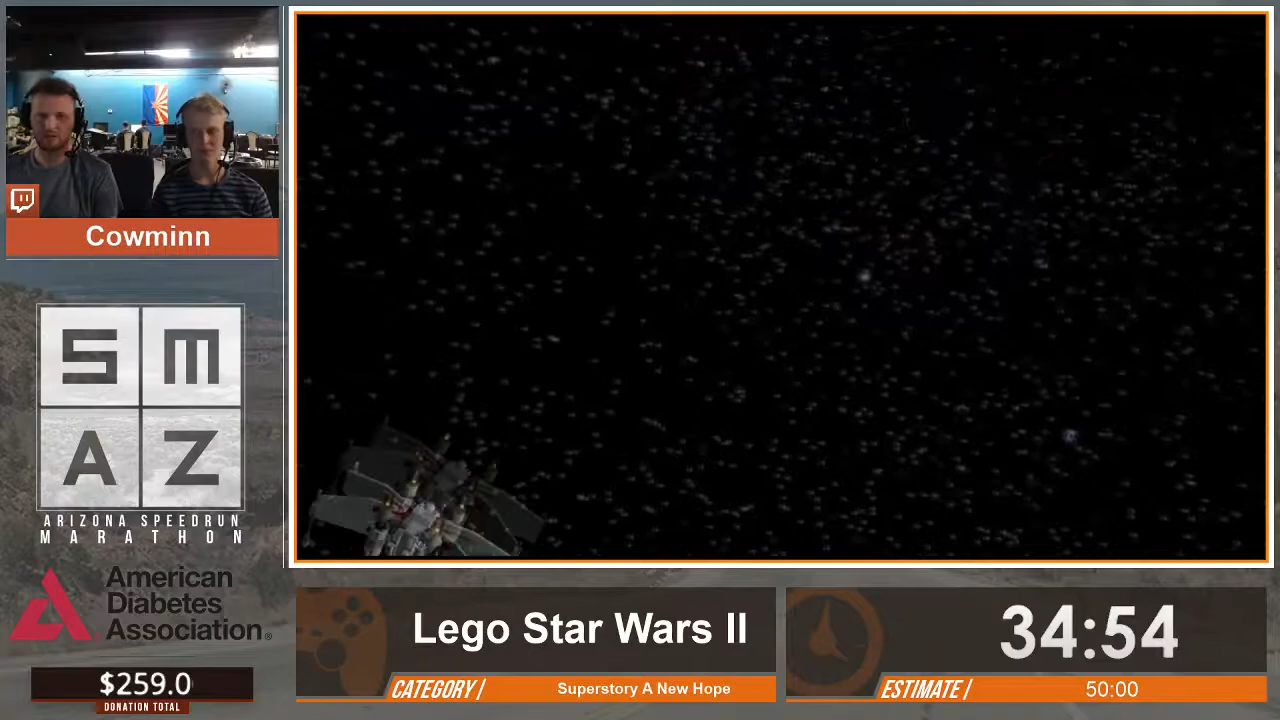 Cowminn
S M
A Z
ARIZONA SPEEDRUN
MARATHON
American
Diabetes
Association®
$259.0
DONATION TOTAL
Lego Star Wars II
CATEGORY/ Superstory A New Hope
34:54
ESTIMATE/ 50:00